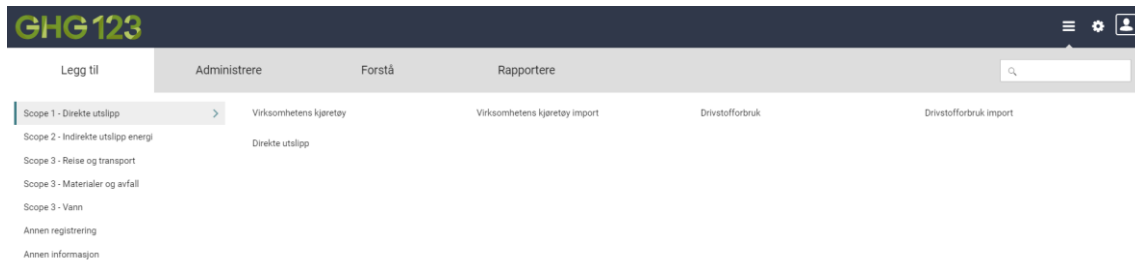 GHG 123
Legg til Administrere Forstå Rapportere
Scope 1 - Direkte utslipp Virksomhetens kjøretøy Virksomhetens kjøretøy import Drivstofforbruk Drivstofforbruk import
Scope 2 - Indirekte utslipp energi Direkte utslipp
Scope 3 - Reise og transport
Scope 3 - Materialer og avfall
Scope 3 - Vann
Annen registrering
Annen informasjon